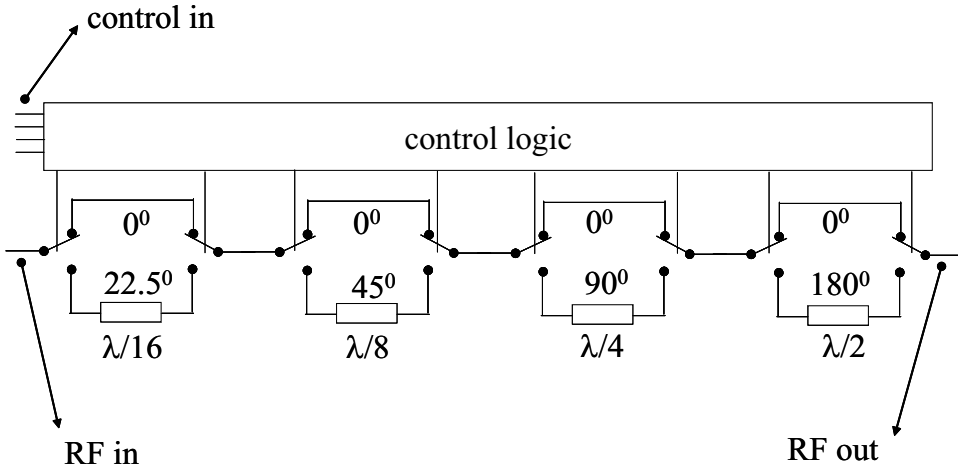 control in
control logic
0⁰ 0⁰ 0⁰ 0⁰
22.5⁰ 45⁰ 90⁰ 180⁰
λ/16 λ/8 λ/4 λ/2
RF in RF out